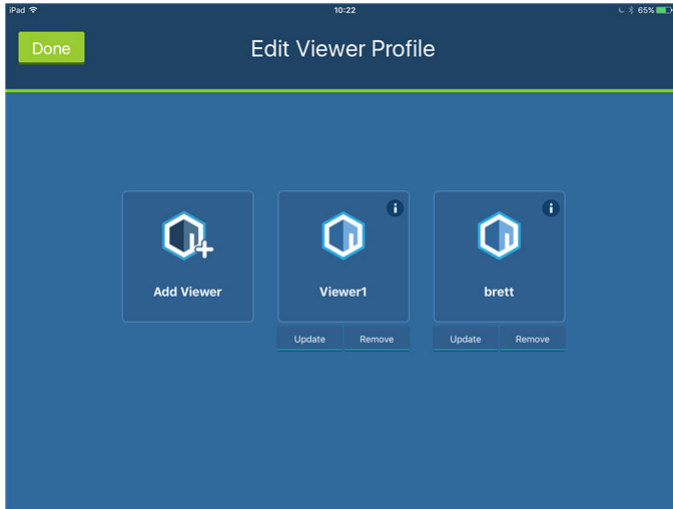 iPad 10:22 65%
Done Edit Viewer Profile
Add Viewer Viewer1 brett
Update Remove Update Remove